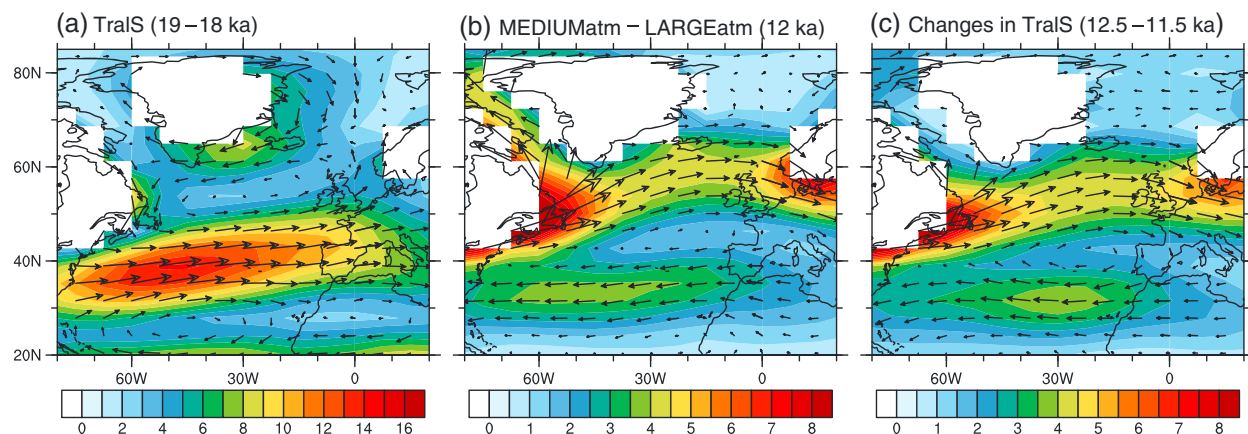 (a) TraIS (19−18 ka)
(b) MEDIUMatm − LARGEatm (12 ka)
(c) Changes in TraIS (12.5−11.5 ka)
80N
60N
40N
20N
60W 30W 0
60W 30W 0
60W 30W 0
0 2 4 6 8 10 12 14 16
0 1 2 3 4 5 6 7 8
0 1 2 3 4 5 6 7 8